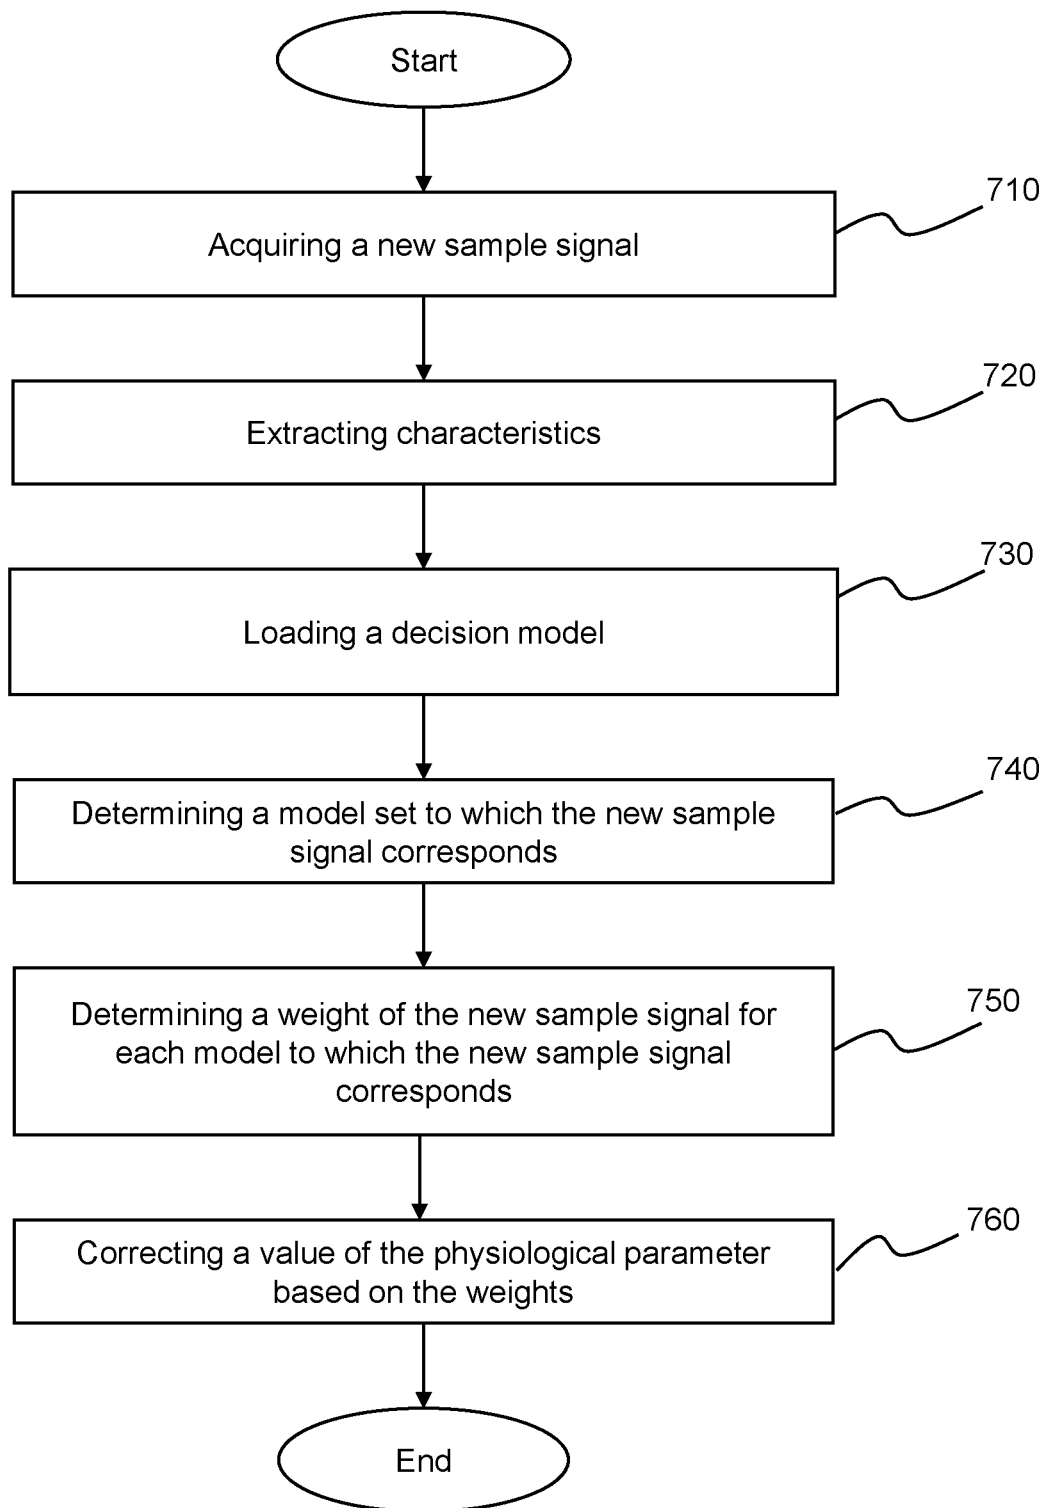 Start
710
Acquiring a new sample signal
720
Extracting characteristics
730
Loading a decision model
740
Determining a model set to which the new sample
signal corresponds
750
Determining a weight of the new sample signal for
each model to which the new sample signal
corresponds
760
Correcting a value of the physiological parameter
based on the weights
End